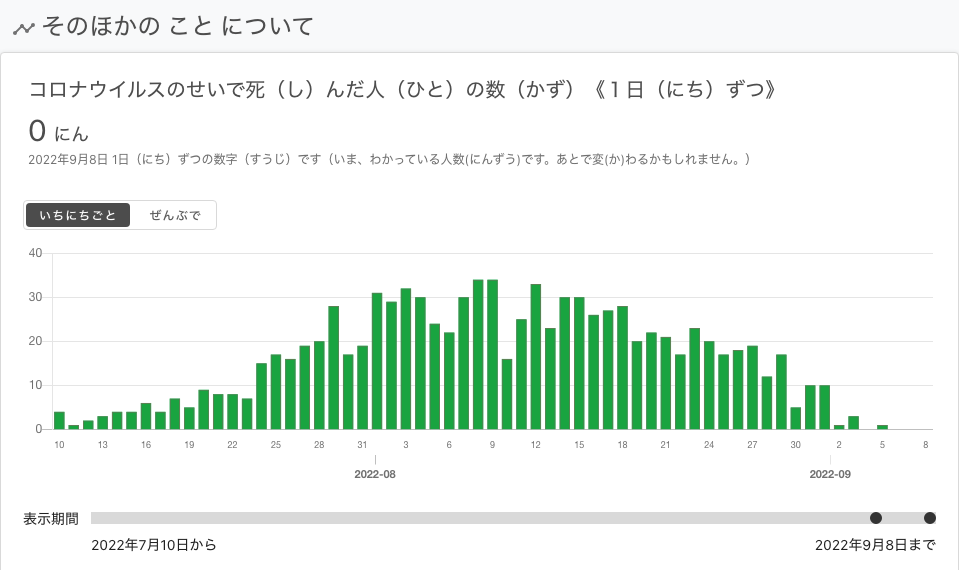 そのほかの こと について
コロナウイルスのせいで死（し）んだ人（ひと）の数（かず）《１日（にち）ずつ》
0 にん
2022年9月8日 1日（にち）ずつの数字（すうじ）です（いま、わかっている人数(にんずう)です。あとで変(か)わるかもしれません。）
いちにちごと ぜんぶで
40
30
20
10
0
10 13 16 19 22 25 28 31 3 6 9 12 15 18 21 24 27 30 2 5 8
2022-08 2022-09
表示期間
2022年7月10日から 2022年9月8日まで